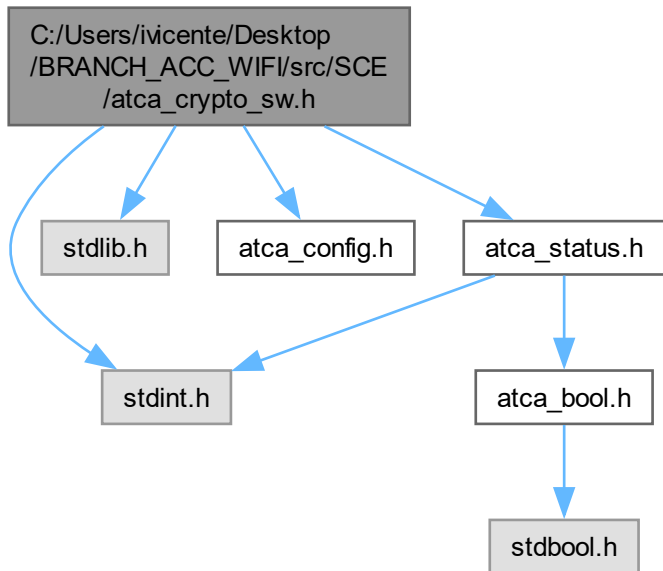 C:/Users/ivicente/Desktop
/BRANCH_ACC_WIFI/src/SCE
/atca_crypto_sw.h
stdlib.h
atca_config.h
atca_status.h
stdint.h
atca_bool.h
stdbool.h